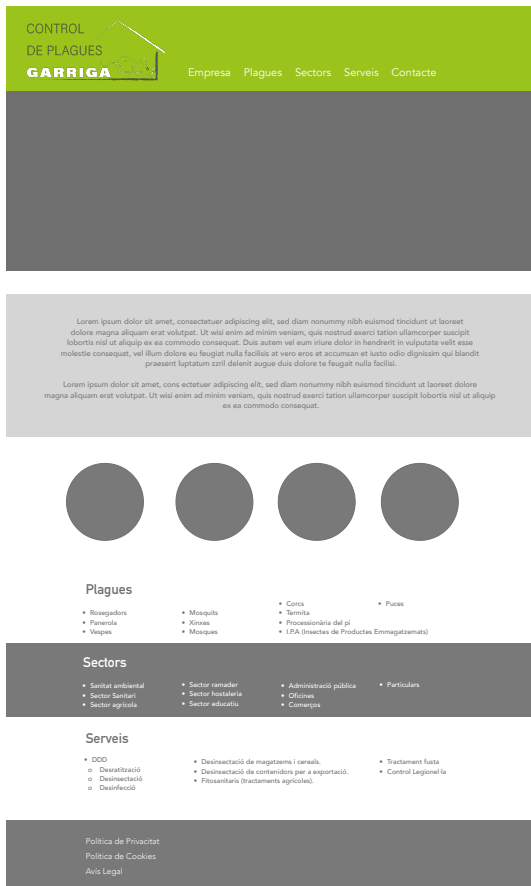 CONTROL
DE PLAGUES
GARRIGA
Empresa Plagues Sectors Serveis Contacte
Lorem ipsum dolor sit amet, consectetuer adipiscing elit, sed diam nonummy nibh euismod tincidunt ut laoreet
dolore magna aliquam erat volutpat. Ut wisi enim ad minim veniam, quis nostrud exerci tation ullamcorper suscipit
lobortis nisl ut aliquip ex ea commodo consequat. Duis autem vel eum iriure dolor in hendrerit in vulputate velit esse
molestie consequat, vel illum dolore eu feugiat nulla facilisis at vero eros et accumsan et iusto odio dignissim qui blandit
praesent luptatum zzril delenit augue duis dolore te feugait nulla facilisi.
Lorem ipsum dolor sit amet, cons ectetuer adipiscing elit, sed diam nonummy nibh euismod tincidunt ut laoreet dolore
magna aliquam erat volutpat. Ut wisi enim ad minim veniam, quis nostrud exerci tation ullamcorper suscipit lobortis nisl ut aliquip
ex ea commodo consequat.
Plagues
• Rosegadors
• Panerola
• Vespes
• Mosquits
• Xinxes
• Mosques
• Corcs
• Termita
• Processionària del pi
• I.P.A (Insectes de Productes Emmagatzemats)
• Puces
Sectors
• Sanitat ambiental
• Sector Sanitari
• Sector agrícola
• Sector ramader
• Sector hostaleria
• Sector educatiu
• Administració pública
• Oficines
• Comerços
• Particulars
Serveis
• DDD
o Desratització
o Desinsectació
o Desinfecció
• Desinsectació de magatzems i cereals.
• Desinsectació de contenidors per a exportació.
• Fitosanitaris (tractaments agrícoles).
• Tractament fusta
• Control Legionel·la
Política de Privacitat
Política de Cookies
Avís Legal